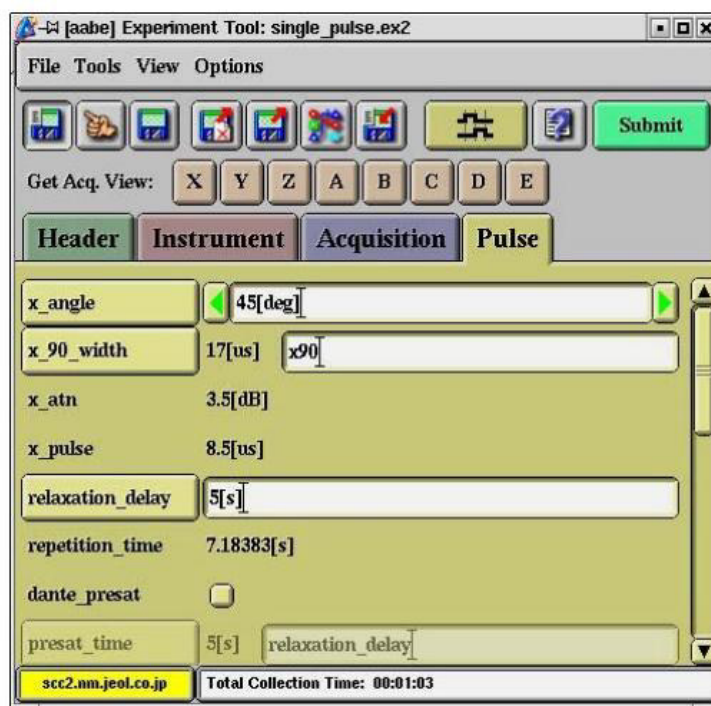 [aabe] Experiment Tool: single_pulse.ex2
File Tools View Options
Submit
Get Acq. View: X Y Z A B C D E
Header Instrument Acquisition Pulse
x_angle 45[deg]
x_90_width 17[us] x90
x_atn 3.5[dB]
x_pulse 8.5[us]
relaxation_delay 5[s]
repetition_time 7.18383[s]
dante_presat
presat_time 5[s] relaxation_delay
scc2.nm.jeol.co.jp Total Collection Time: 00:01:03